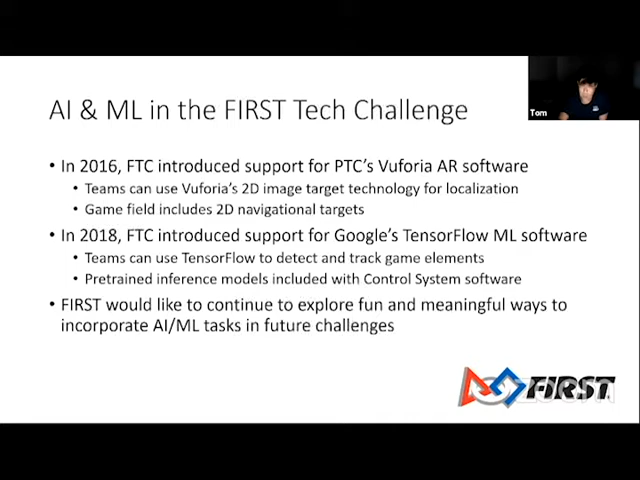 AI & ML in the FIRST Tech Challenge
Tom
• In 2016, FTC introduced support for PTC's Vuforia AR software
• Teams can use Vuforia's 2D image target technology for localization
• Game field includes 2D navigational targets
• In 2018, FTC introduced support for Google's TensorFlow ML software
• Teams can use TensorFlow to detect and track game elements
• Pretrained inference models included with Control System software
• FIRST would like to continue to explore fun and meaningful ways to
incorporate AI/ML tasks in future challenges
FIRST
zoom